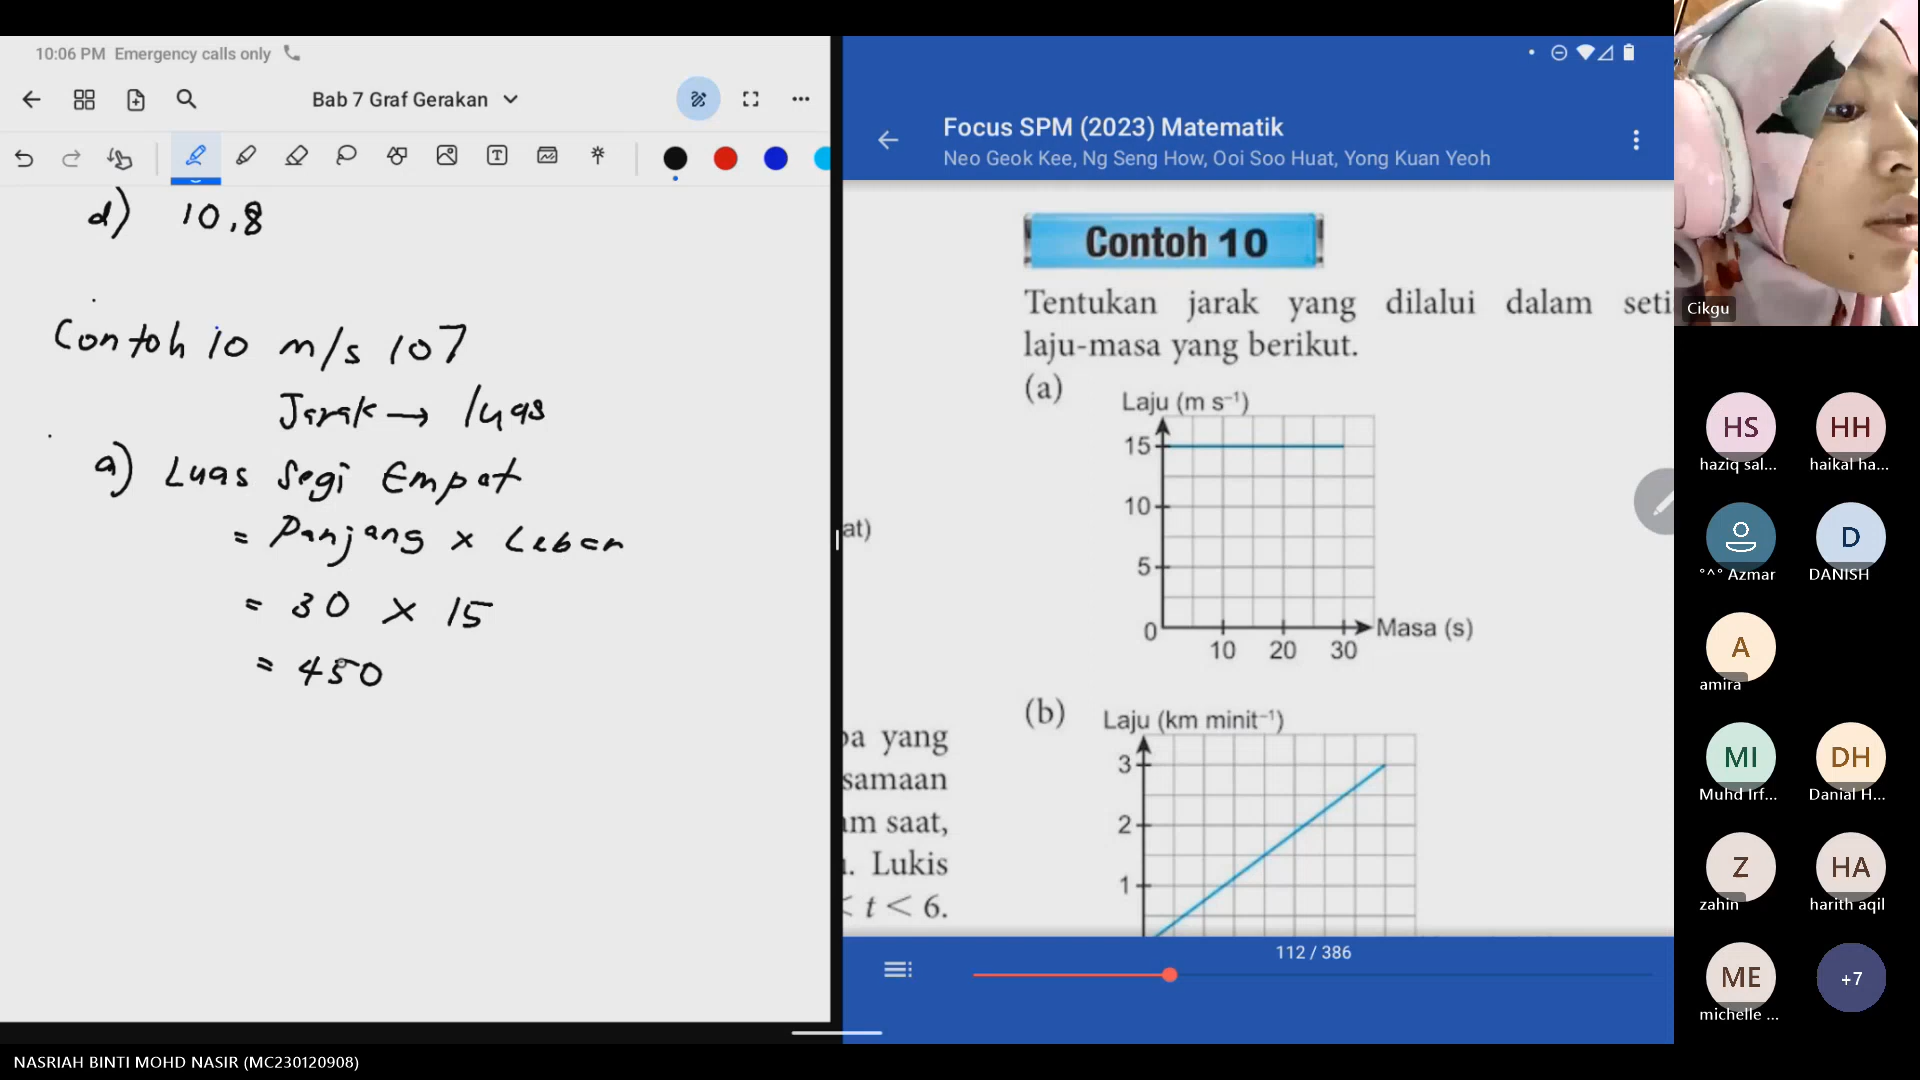 10:06 PM Emergency calls only
Bab 7 Graf Gerakan
d) 10.8
Contoh 10 m/s 107
Jarak → luas
a) Luas Segi Empat
= Panjang x Lebar
= 30 x 15
= 450
Focus SPM (2023) Matematik
Neo Geok Kee, Ng Seng How, Ooi Soo Huat, Yong Kuan Yeoh
at)
yang
samaan
am saat,
. Lukis
< t < 6.
Contoh 10
Tentukan jarak yang dilalui dalam seti
laju-masa yang berikut.
(a)
Laju (m s⁻¹)
15
10
5
0
10 20 30
Masa (s)
(b)
Laju (km minit⁻¹)
3
2
1
112 / 386
Cikgu
HS
haziq sal...
HH
haikal ha...
°^° Azmar
D
DANISH
A
amira
MI
Muhd Irf...
DH
Danial H...
Z
zahin
HA
harith aqil
ME
michelle ...
+7
NASRIAH BINTI MOHD NASIR (MC230120908)